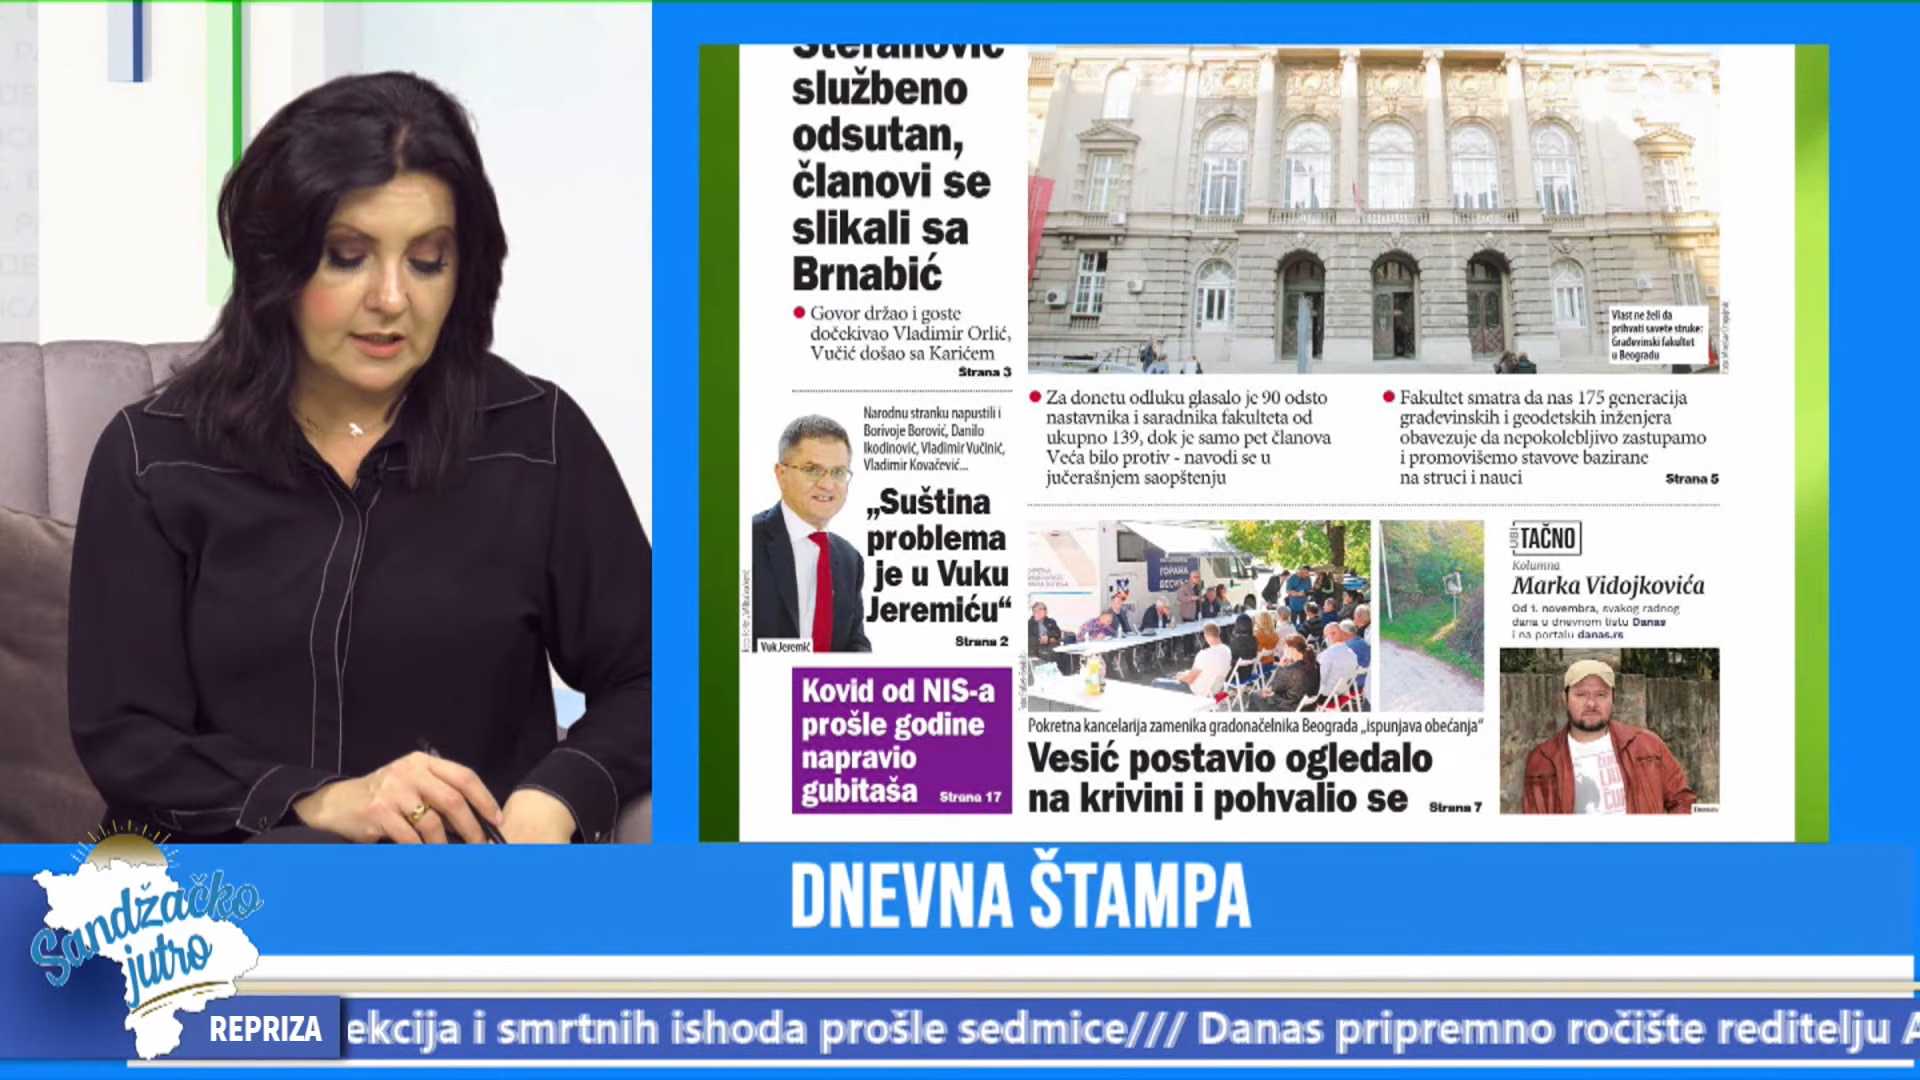 Stefanović
službeno
odsutan,
članovi se
slikali sa
Brnabić
Govor držao i goste
dočekivao Vladimir Orlić,
Vučić došao sa Karićem
Strana 3
Narodnu stranku napustili i
Borivoje Borović, Danilo
Ikodinović, Vladimir Vučinić,
Vladimir Kovačević...
„Suština
problema
je u Vuku
Jeremiću“
Strana 2
Vuk Jeremić
Kovid od NIS-a
prošle godine
napravio
gubitaša Strana 17
Vlast ne želi da
prihvati savete struke:
Građevinski fakultet
u Beogradu
Za donetu odluku glasalo je 90 odsto
nastavnika i saradnika fakulteta od
ukupno 139, dok je samo pet članova
Veća bilo protiv - navodi se u
jučerašnjem saopštenju
Fakultet smatra da nas 175 generacija
građevinskih i geodetskih inženjera
obavezuje da nepokolebljivo zastupamo
i promovišemo stavove bazirane
na struci i nauci Strana 5
ГОРАНА
ВЕСИЋА
Pokretna kancelarija zamenika gradonačelnika Beograda „ispunjava obećanja“
Vesić postavio ogledalo
na krivini i pohvalio se Strana 7
UBI
TAČNO
Kolumna
Marka Vidojkovića
Od 1. novembra, svakog radnog
dana u dnevnom listu Danas
i na portalu danas.rs
DNEVNA ŠTAMPA
Sandžačko
jutro
REPRIZA
ekcija i smrtnih ishoda prošle sedmice/// Danas pripremno ročište reditelju A